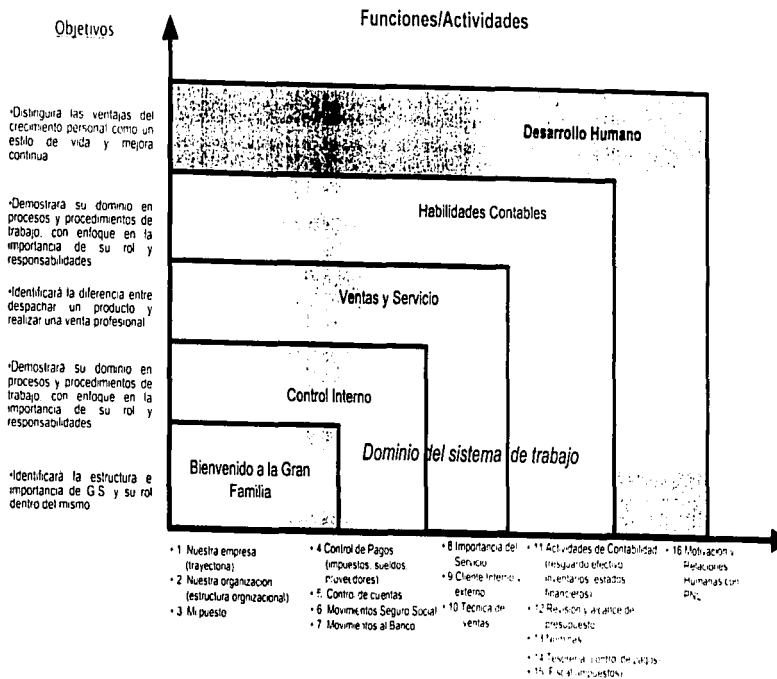 Funciones/Actividades
Objetivos
•Distinguirá las ventajas del
crecimiento personal como un
estilo de vida y mejora
continua
Desarrollo Humano
•Demostrará su dominio en
procesos y procedimientos de
trabajo, con enfoque en la
importancia de su rol y
responsabilidades
Habilidades Contables
•Identificará la diferencia entre
despachar un producto y
realizar una venta profesional
Ventas y Servicio
•Demostrará su dominio en
procesos y procedimientos de
trabajo, con enfoque en la
importancia de su rol y
responsabilidades
Control Interno
Dominio del sistema de trabajo
•Identificará la estructura e
importancia de G S y su rol
dentro del mismo
Bienvenido a la Gran
Familia
• 1 Nuestra empresa
(trayectoria)
• 2 Nuestra organización
(estructura orgnizacional)
• 3 Mi puesto
• 4 Control de Pagos
(impuestos, sueldos,
proveedores)
• 5 Control de cuentas
• 6 Movimientos Seguro Social
• 7 Movimientos al Banco
• 8 Importancia del
Servicio
• 9 Cliente Interno y
externo
• 10 Técnica de
ventas
• 11 Actividades de Contabilidad
(resguardo efectivo
inventarios, estados
financieros)
• 12 Revisión y alcance de
presupuesto
• 13 Nóminas
• 14 Tesorería, control de pagos
• 15 Fiscal (impuestos)
• 16 Motivación y
Relaciones
Humanas con
PNL